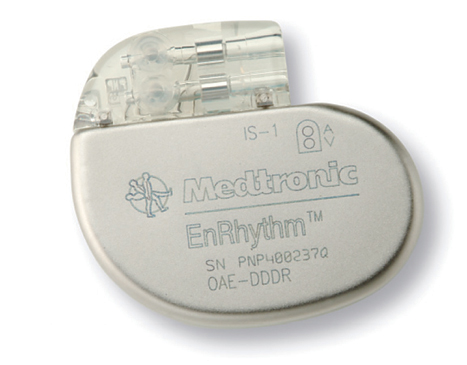 IS-1 A
V
Medtronic
EnRhythm™
SN PNP400237Q
OAE-DDDR